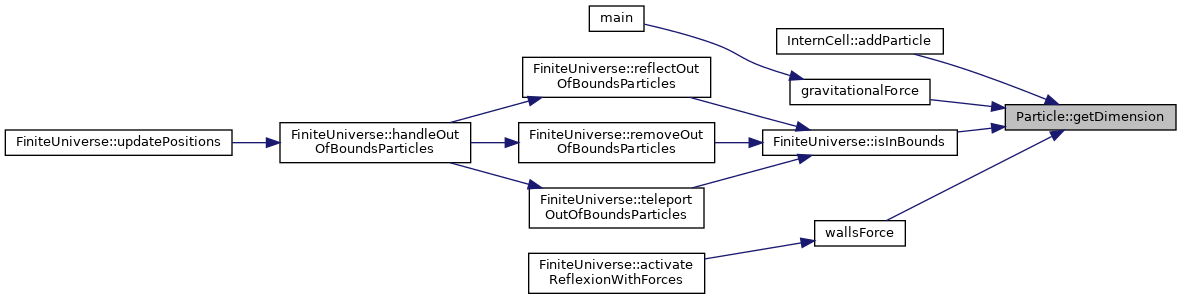 main
InternCell::addParticle
FiniteUniverse::reflectOut
OfBoundsParticles
gravitationalForce
Particle::getDimension
FiniteUniverse::updatePositions
FiniteUniverse::handleOut
OfBoundsParticles
FiniteUniverse::removeOut
OfBoundsParticles
FiniteUniverse::isInBounds
FiniteUniverse::teleport
OutOfBoundsParticles
wallsForce
FiniteUniverse::activate
ReflexionWithForces